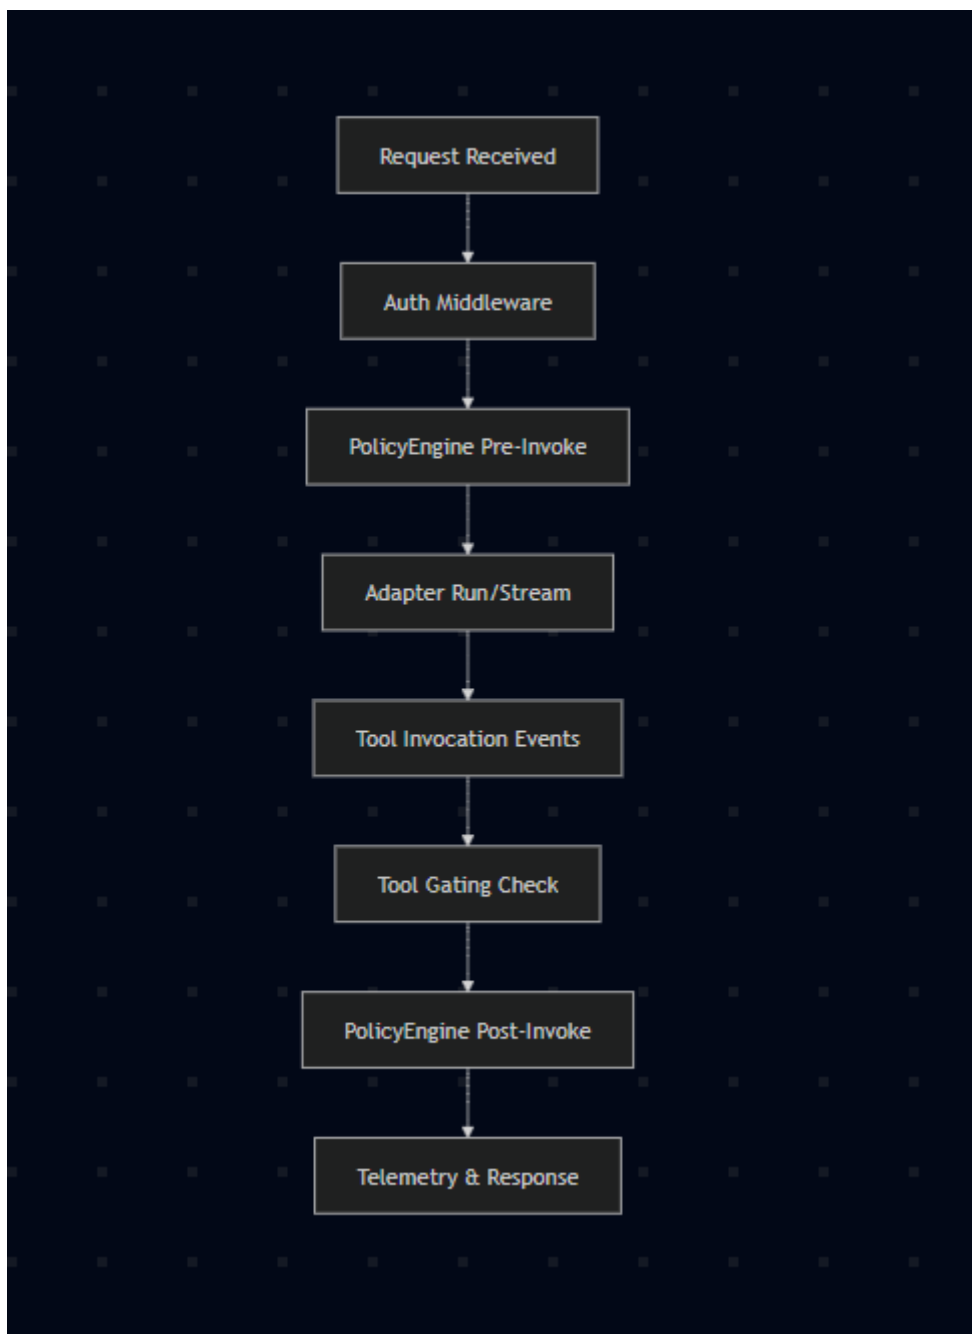 Request Received
Auth Middleware
PolicyEngine Pre-Invoke
Adapter Run/Stream
Tool Invocation Events
Tool Gating Check
PolicyEngine Post-Invoke
Telemetry & Response